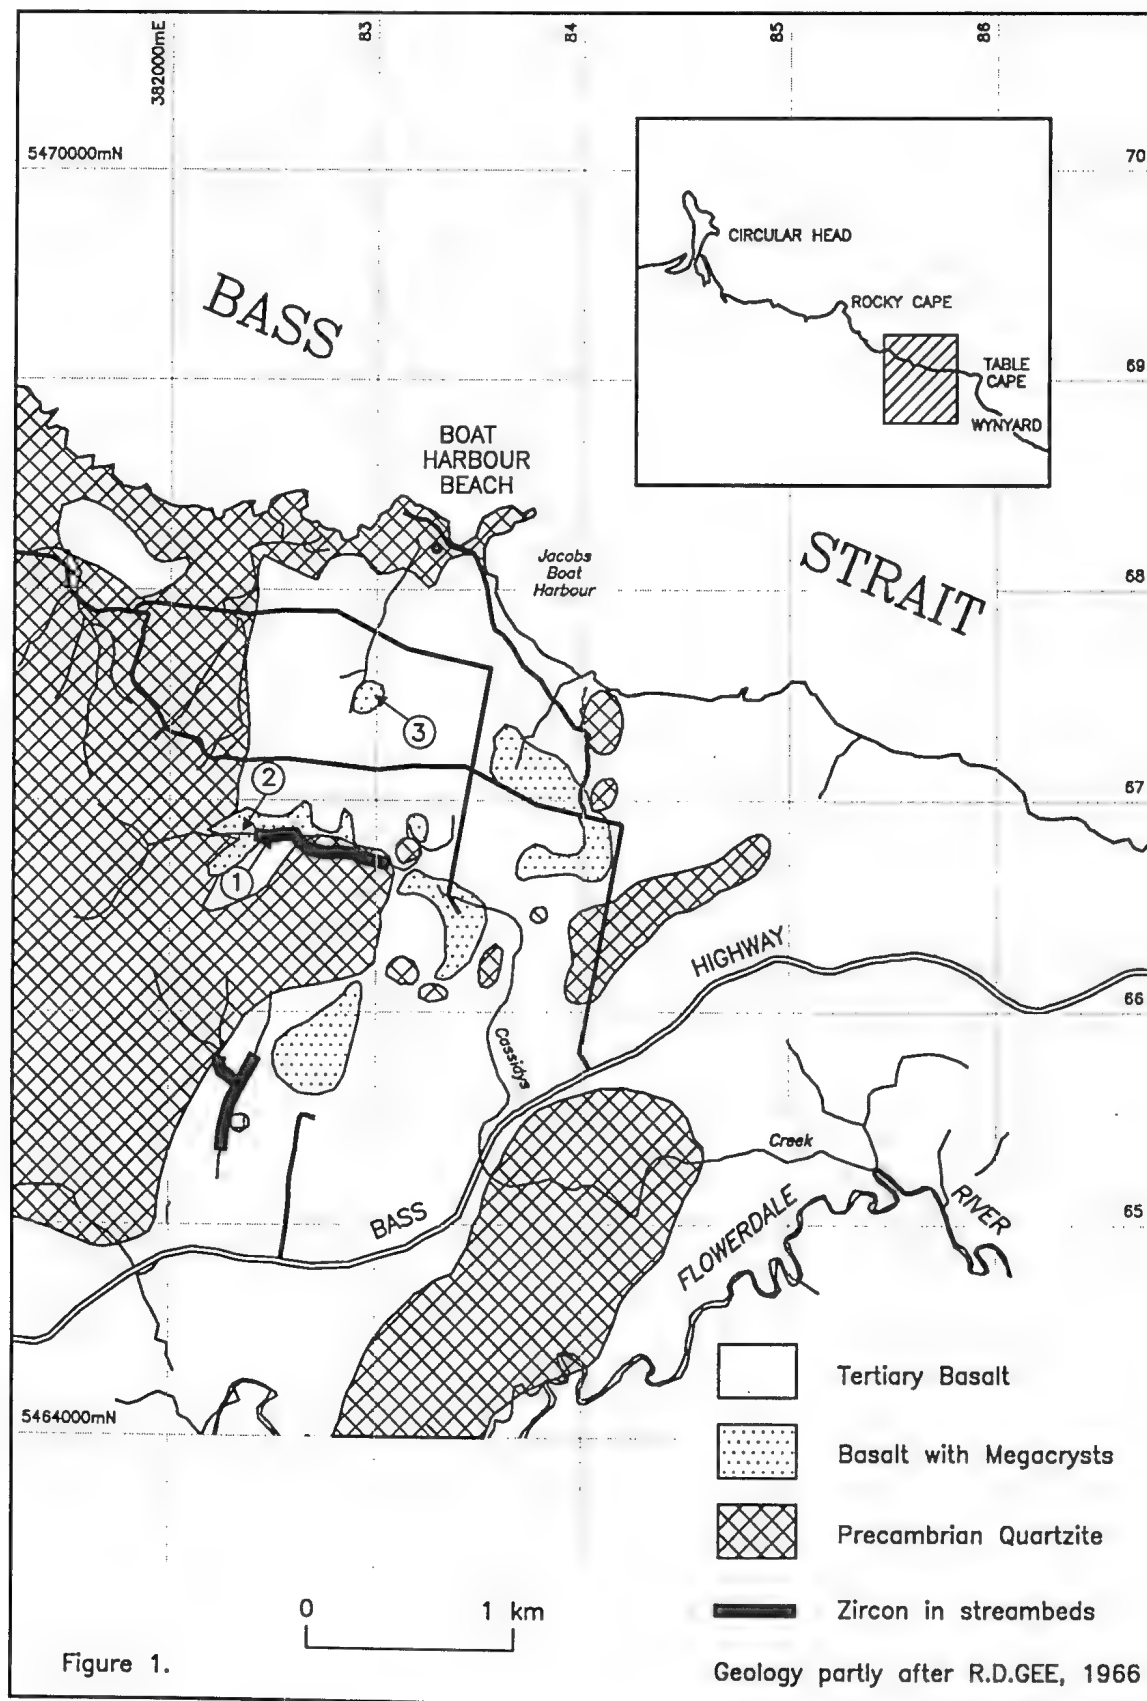 382000mE
83
84
85
86
5470000mN
70
CIRCULAR HEAD
ROCKY CAPE
TABLE
CAPE
WYNYARD
BASS
69
BOAT
HARBOUR
BEACH
Jacobs
Boat
Harbour
STRAIT
68
3
2
67
1
HIGHWAY
66
Cassidys
Creek
BASS
FLOWERDALE
RIVER
65
5464000mN
Tertiary Basalt
Basalt with Megacrysts
Precambrian Quartzite
Zircon in streambeds
0 1 km
Figure 1.
Geology partly after R.D.GEE, 1966